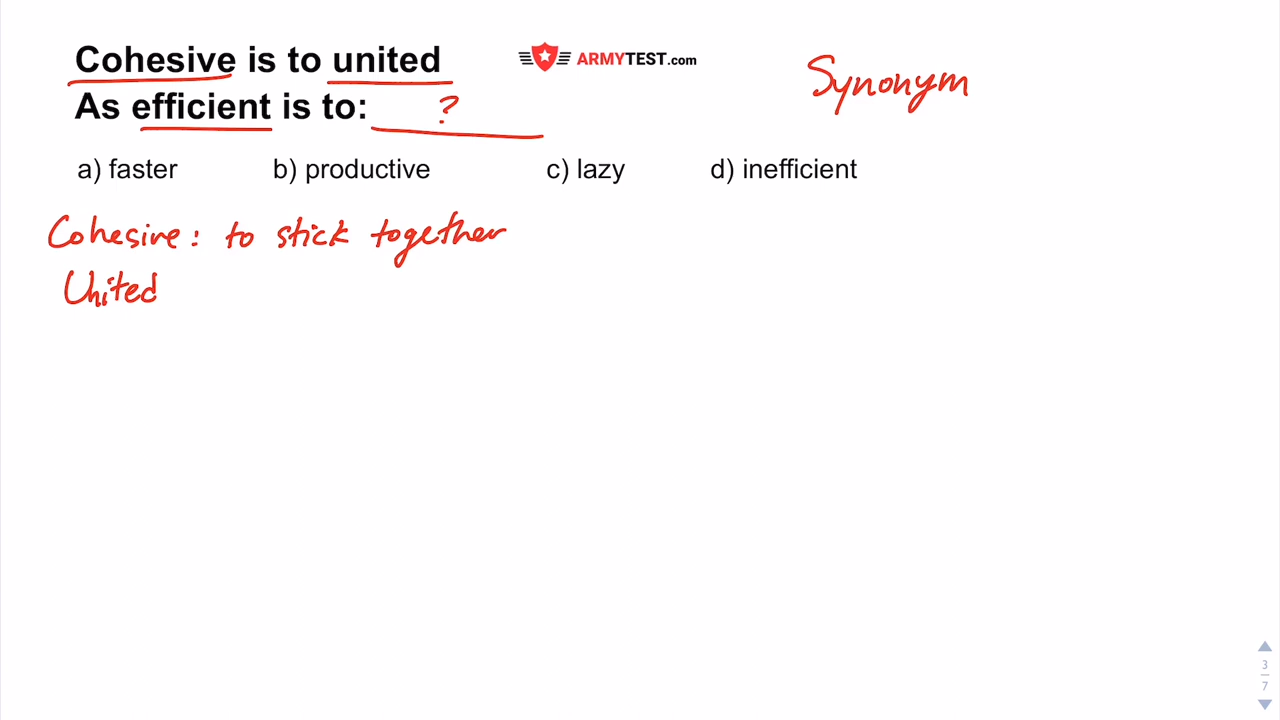 Cohesive is to united
ARMYTEST.com
Synonym
As efficient is to: ?
a) faster b) productive c) lazy d) inefficient
Cohesive: to stick together
United
3
7